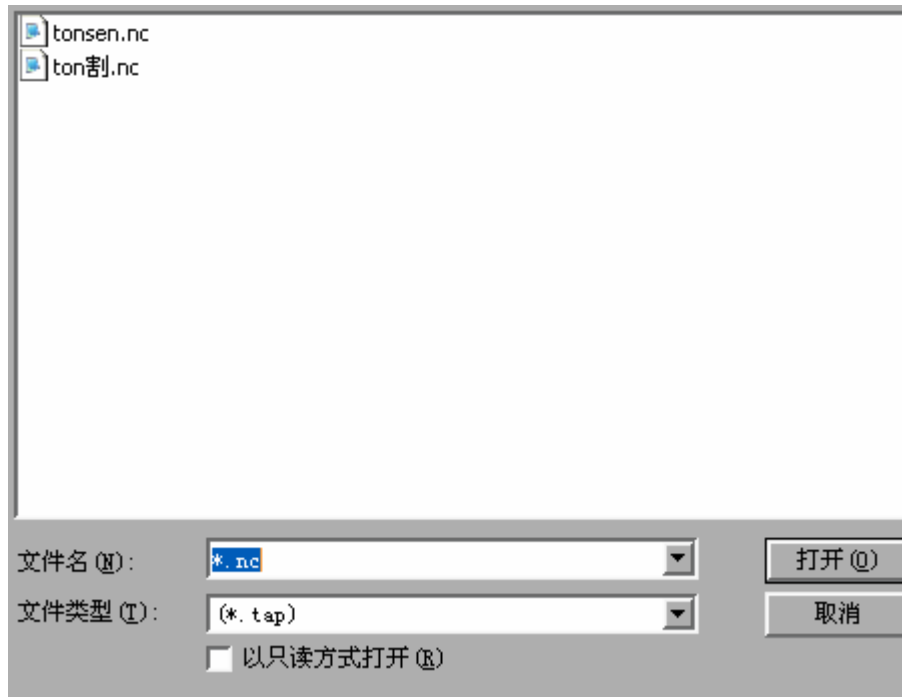 tonsen.nc
ton割.nc
文件名(N):
*.nc
打开(O)
文件类型(T):
(*.tap)
取消
以只读方式打开(R)